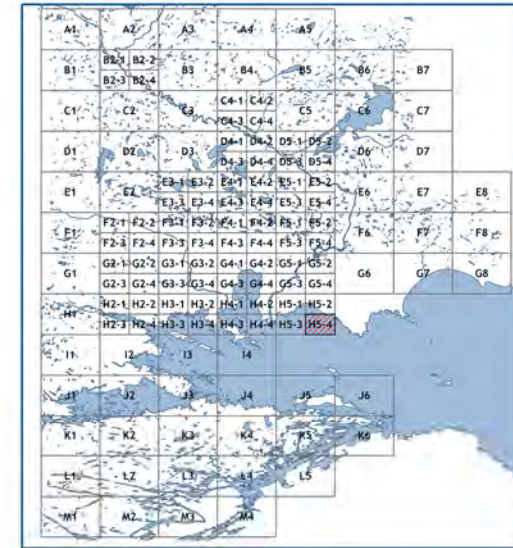 A1 A2 A3 A4 A5
B2-1 B2-2
B1 B3 B4 B5 B6 B7
B2-3 B2-4
C4-1 C4-2
C1 C2 C3 C5 C6 C7
C4-3 C4-4
D4-1 D4-2 D5-1 D5-2
D1 D2 D3 D6 D7
D4-3 D4-4 D5-3 D5-4
E3-1 E3-2 E4-1 E4-2 E5-1 E5-2
E1 E2 E6 E7 E8
E3-3 E3-4 E4-3 E4-4 E5-3 E5-4
F2-1 F2-2 F3-1 F3-2 F4-1 F4-2 F5-1 F5-2
F1 F6 F7 F8
F2-3 F2-4 F3-3 F3-4 F4-3 F4-4 F5-3 F5-4
G2-1 G2-2 G3-1 G3-2 G4-1 G4-2 G5-1 G5-2
G1 G6 G7 G8
G2-3 G2-4 G3-3 G3-4 G4-3 G4-4 G5-3 G5-4
H2-1 H2-2 H3-1 H3-2 H4-1 H4-2 H5-1 H5-2
H1
H2-3 H2-4 H3-3 H3-4 H4-3 H4-4 H5-3 H5-4
I1 I2 I3 I4
J1 J2 J3 J4 J5 J6
K1 K2 K3 K4 K5 K6
L1 L2 L3 L4 L5
M1 M2 M3 M4